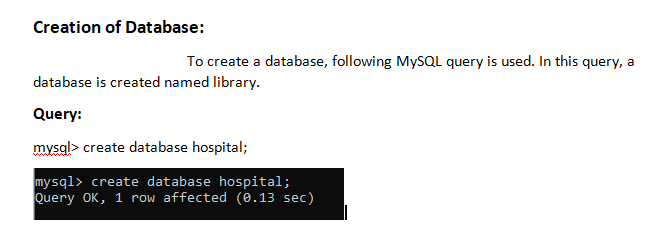 Creation of Database:
To create a database, following MySQL query is used. In this query, a
database is created named library.
Query:
mysql> create database hospital;
mysql> create database hospital;
Query OK, 1 row affected (0.13 sec)